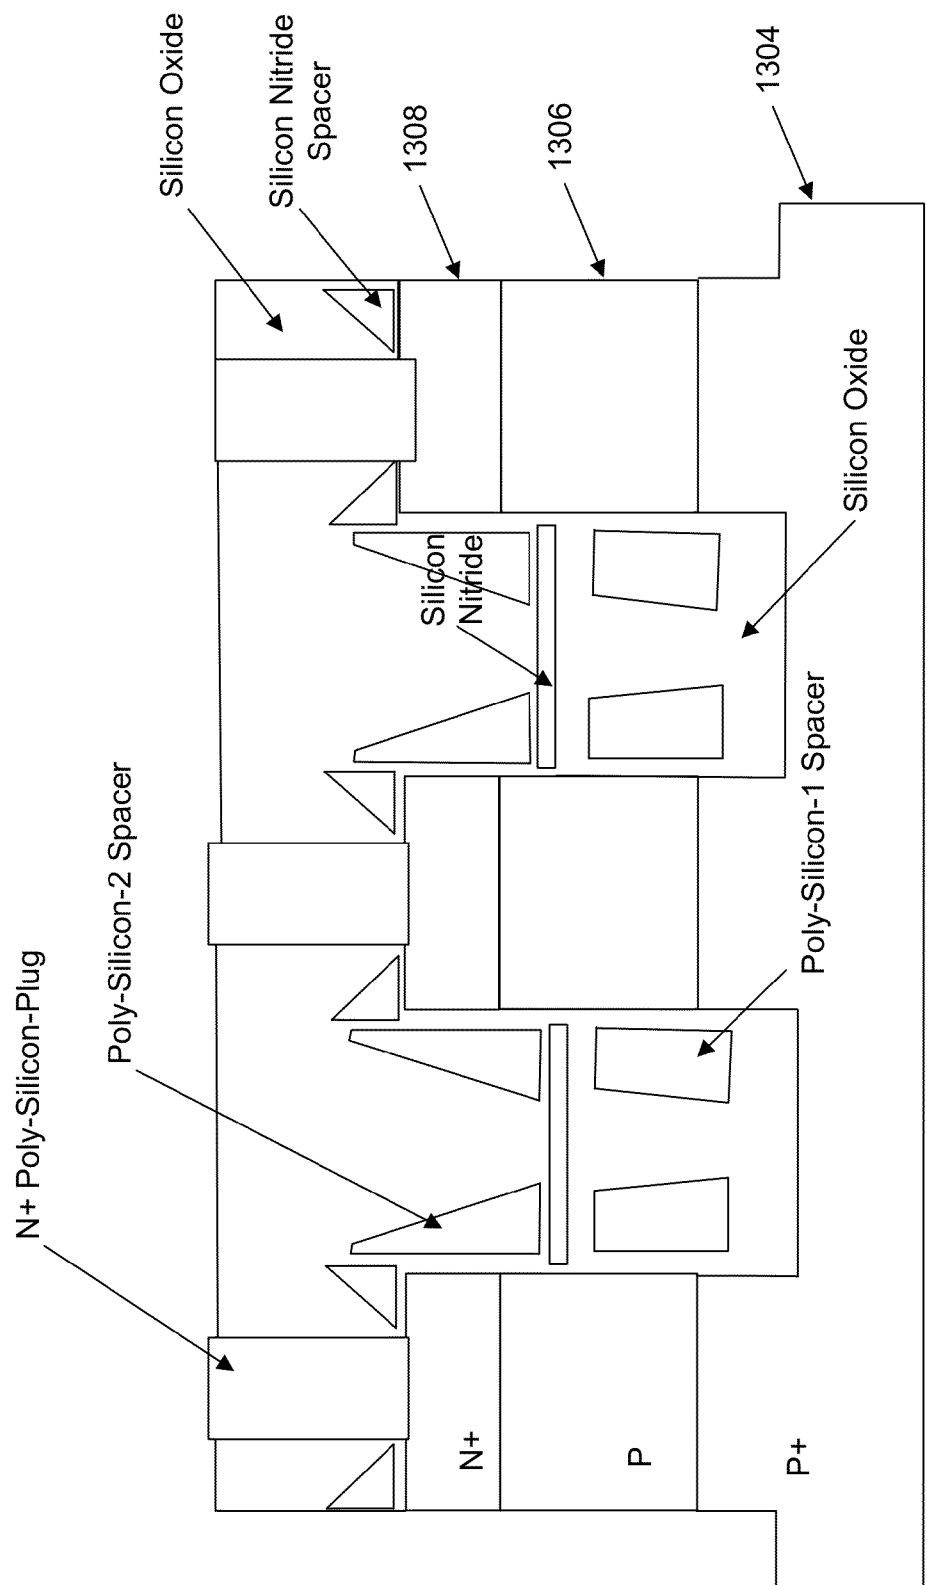 N+ Poly-Silicon-Plug
Poly-Silicon-2 Spacer
Silicon Oxide
Silicon Nitride
Spacer
1308
1306
1304
Silicon
Nitride
Silicon Oxide
Poly-Silicon-1 Spacer
N+
P
P+